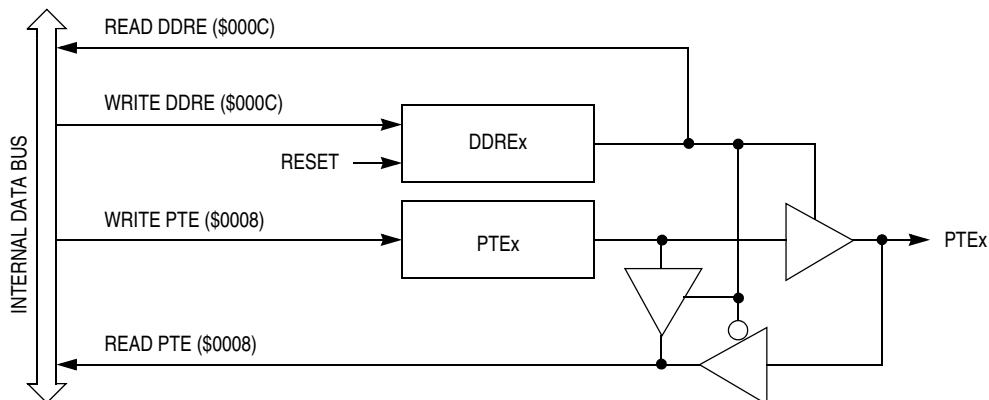 READ DDRE ($000C)
WRITE DDRE ($000C)
DDREx
RESET
WRITE PTE ($0008)
PTEx
PTEx
READ PTE ($0008)
INTERNAL DATA BUS